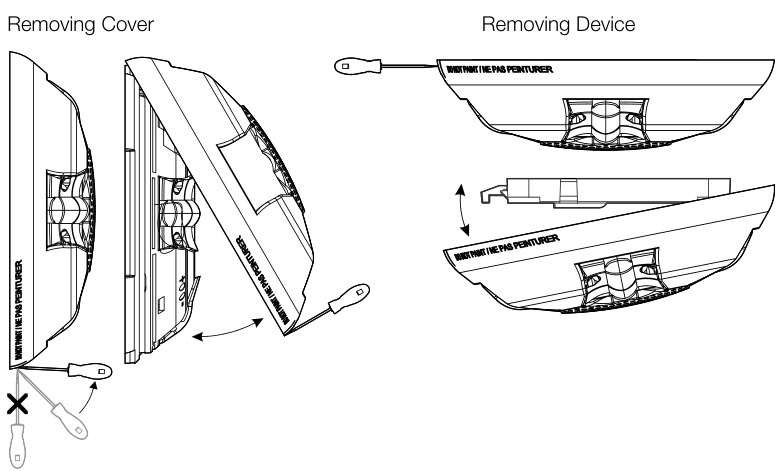 Removing Cover
Removing Device
DO NOT PAINT / NE PAS PEINTURER
DO NOT PAINT / NE PAS PEINTURER
DO NOT PAINT / NE PAS PEINTURER
DO NOT PAINT / NE PAS PEINTURER